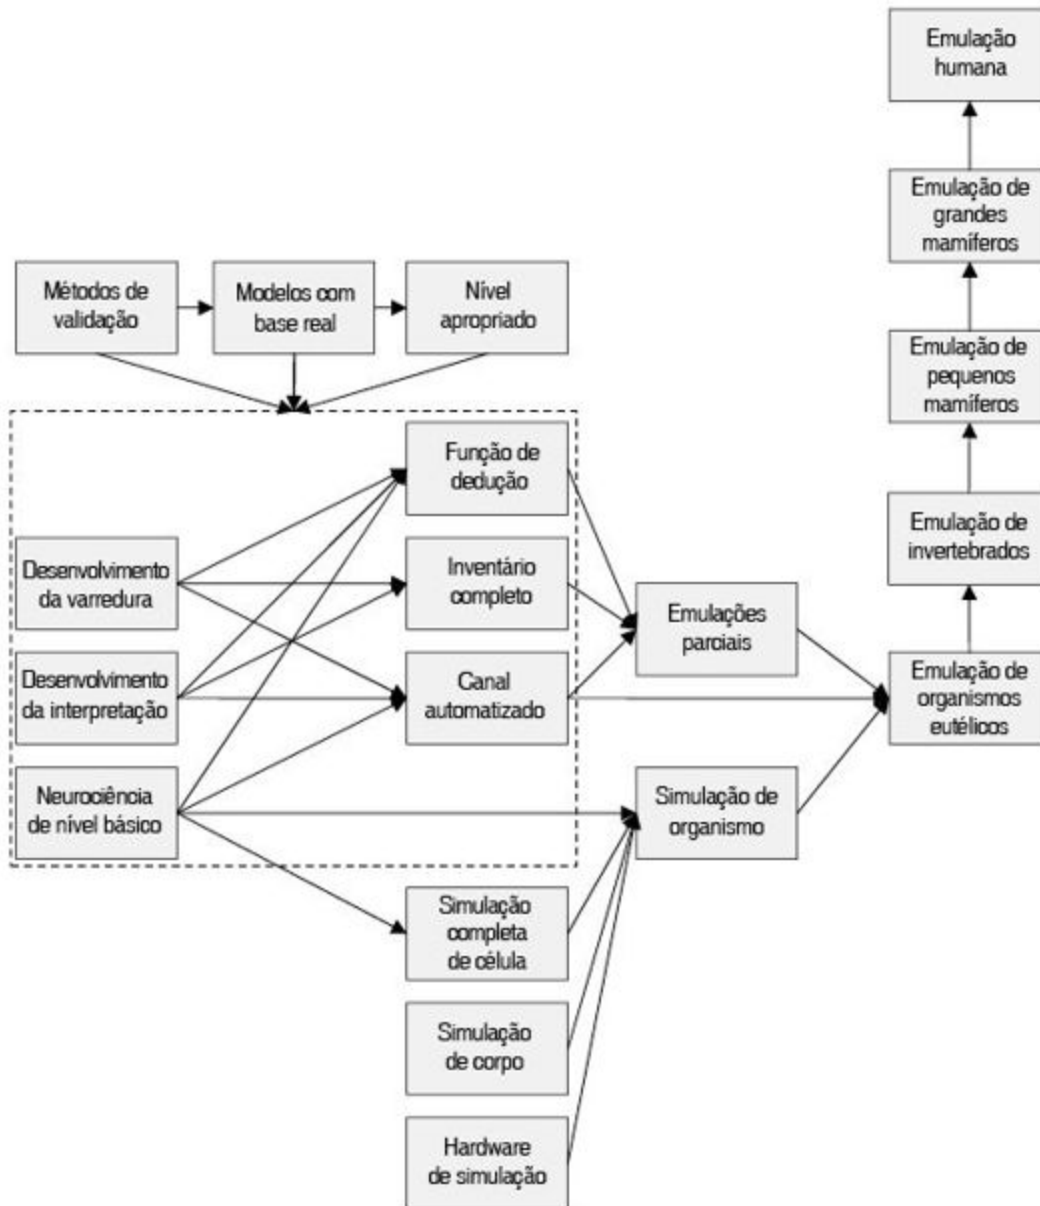 Emulação
humana
Emulação de
grandes
mamíferos
Métodos de
validação
Modelos com
base real
Nível
apropriado
Emulação de
pequenos
mamíferos
Função de
dedução
Emulação de
invertebrados
Desenvolvimento
da varredura
Inventário
completo
Emulações
parciais
Desenvolvimento
da interpretação
Canal
automatizado
Emulação de
organismos
eutélicos
Neurociência
de nível básico
Simulação de
organismo
Simulação
completa
de célula
Simulação
de corpo
Hardware
de simulação